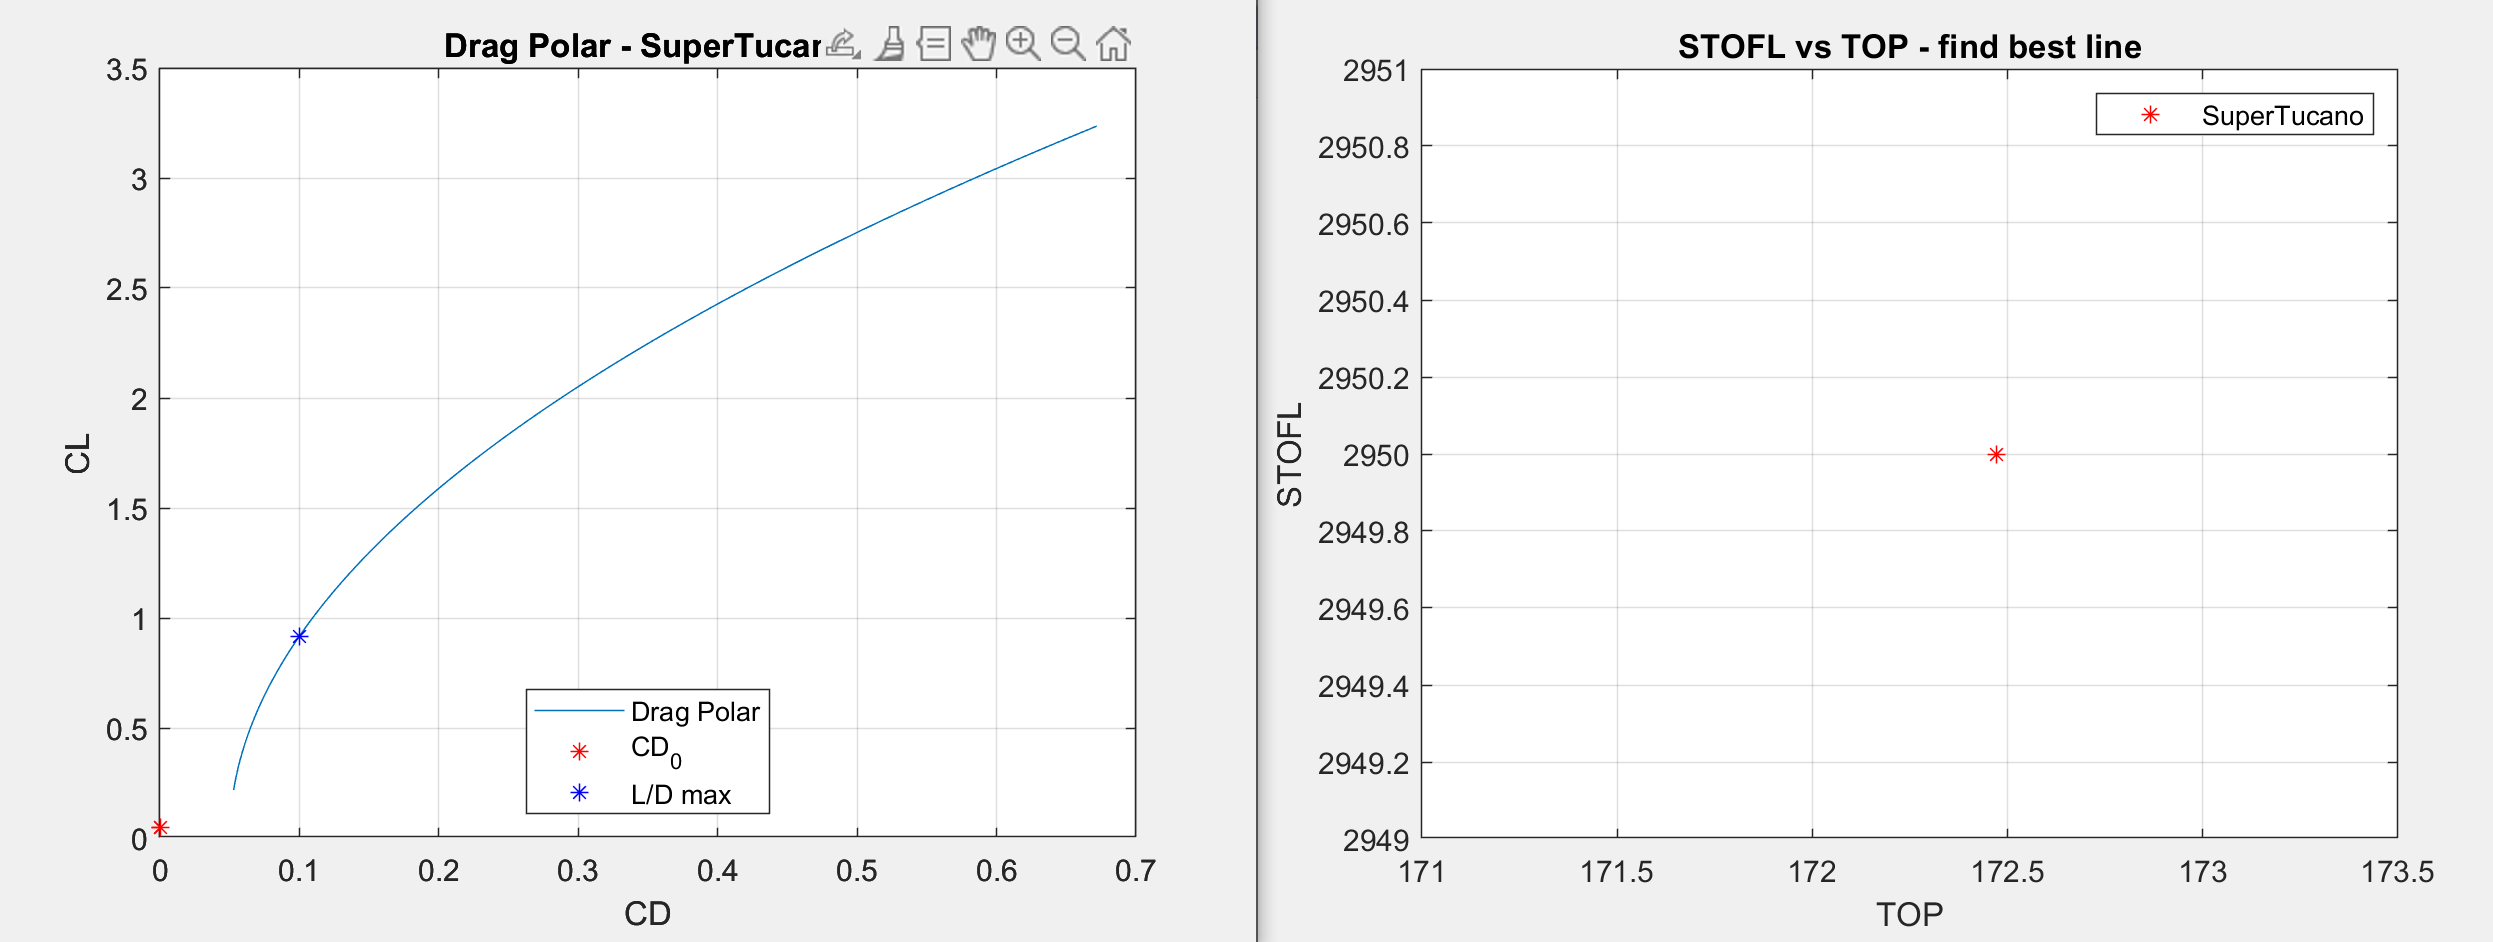 Drag Polar - SuperTucar
3.5
3
2.5
2
1.5
1
0.5
0
CL
Drag Polar
CD0
L/D max
0 0.1 0.2 0.3 0.4 0.5 0.6 0.7
CD
STOFL vs TOP - find best line
2951
2950.8
2950.6
2950.4
2950.2
2950
2949.8
2949.6
2949.4
2949.2
2949
STOFL
SuperTucano
171 171.5 172 172.5 173 173.5
TOP